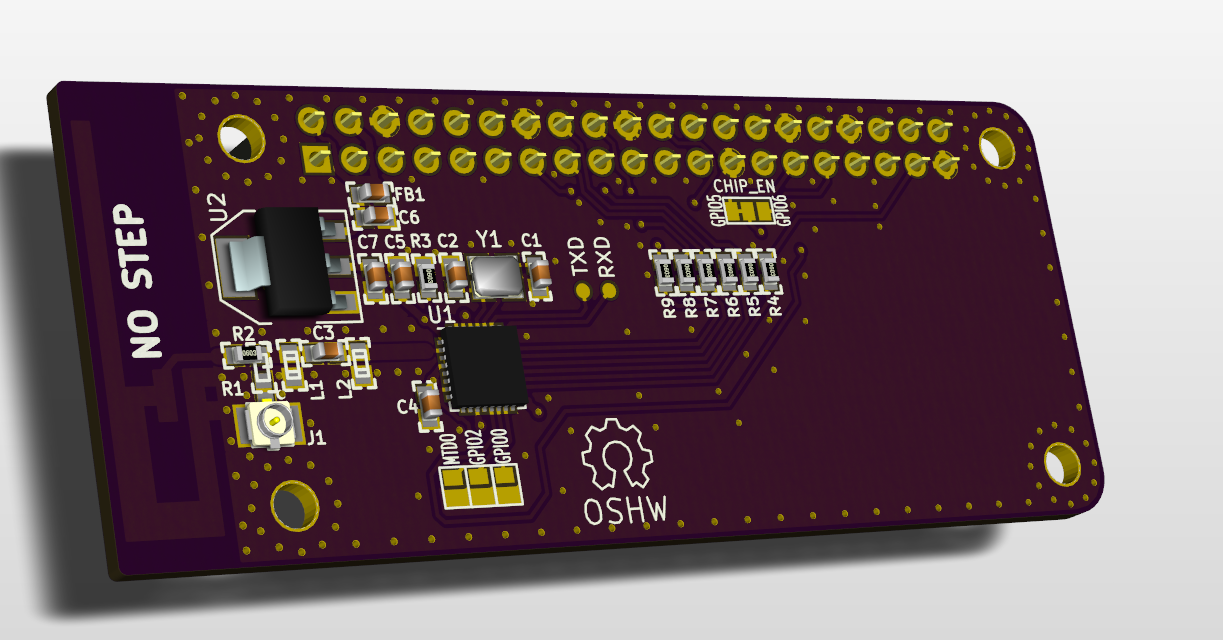 NO STEP
U2
FB1
C6
C7
C5
R3
C2
Y1
C1
TXD
RXD
CHIP_EN
GPIO5
GPIO6
R9
R8
R7
R6
R5
R4
U1
R2
C3
R1
L1
L2
J1
C4
MTDO
GPIO2
GPIO0
OSHW